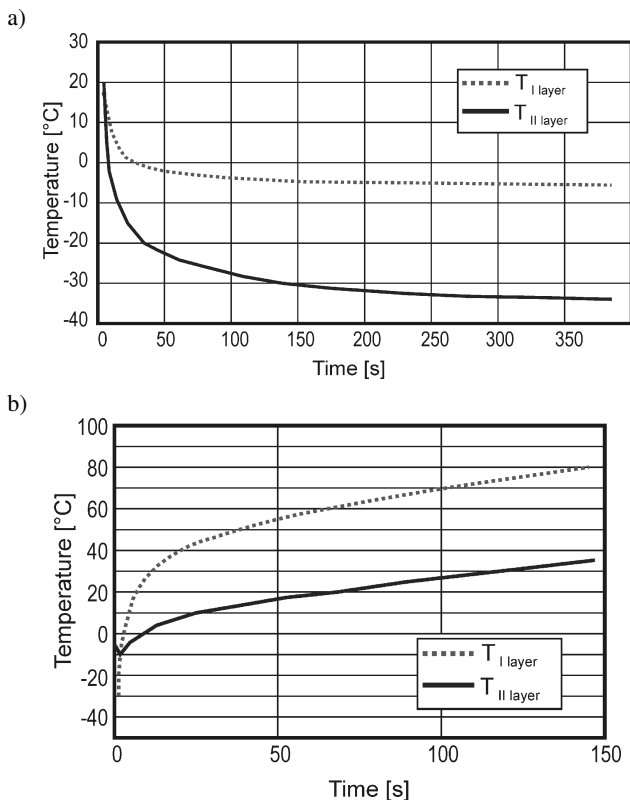 a)
30
20
10
0
-10
-20
-30
-40
Temperature [°C]
T I layer
T II layer
0 50 100 150 200 250 300 350
Time [s]
b)
100
80
60
40
20
0
-20
-40
Temperature [°C]
T I layer
T II layer
0 50 100 150
Time [s]